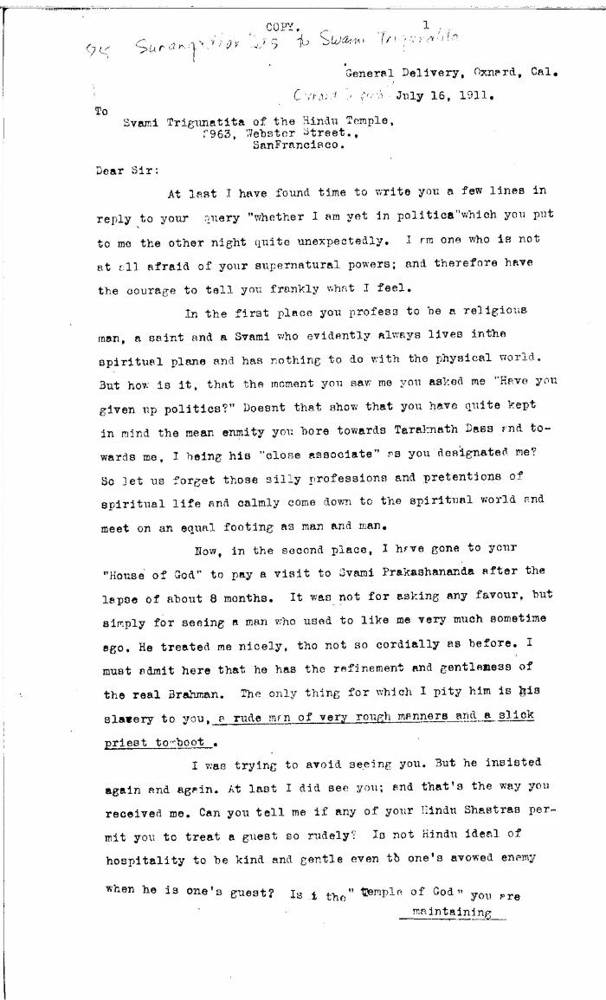 COPY. 1
to Swami
General Delivery, Oxnard, Cal.
July 16, 1911.
To
Svami Trigunatita of the Hindu Temple,
2963, Webster Street.,
SanFrancisco.
Dear Sir:
At last I have found time to write you a few lines in
reply to your query "whether I am yet in politica"which you put
to me the other night quite unexpectedly. I am one who is not
at all afraid of your supernatural powers; and therefore have
the courage to tell you frankly what I feel.
In the first place you profess to be a religious
man, a saint and a Svami who evidently always lives inthe
spiritual plane and has nothing to do with the physical world.
But how is it, that the moment you saw me you asked me "Have you
given up politics?" Doesnt that show that you have quite kept
in mind the mean enmity you bore towards Taraknath Dass and to-
wards me, I being his "close associate" as you designated me?
So let us forget those silly professions and pretentions of
spiritual life and calmly come down to the spiritual world and
meet on an equal footing as man and man.
Now, in the second place, I have gone to your
"House of God" to pay a visit to Svami Prakashananda after the
lapse of about 8 months. It was not for asking any favour, but
simply for seeing a man who used to like me very much sometime
ago. He treated me nicely, tho not so cordially as before. I
must admit here that he has the refinement and gentleness of
the real Brahman. The only thing for which I pity him is his
slavery to you, a rude man of very rough manners and a slick
priest to-boot .
I was trying to avoid seeing you. But he insisted
again and again. At last I did see you; and that's the way you
received me. Can you tell me if any of your Hindu Shastras per-
mit you to treat a guest so rudely? Is not Hindu ideal of
hospitality to be kind and gentle even to one's avowed enemy
when he is one's guest? Is i the" temple of God" you are
maintaining